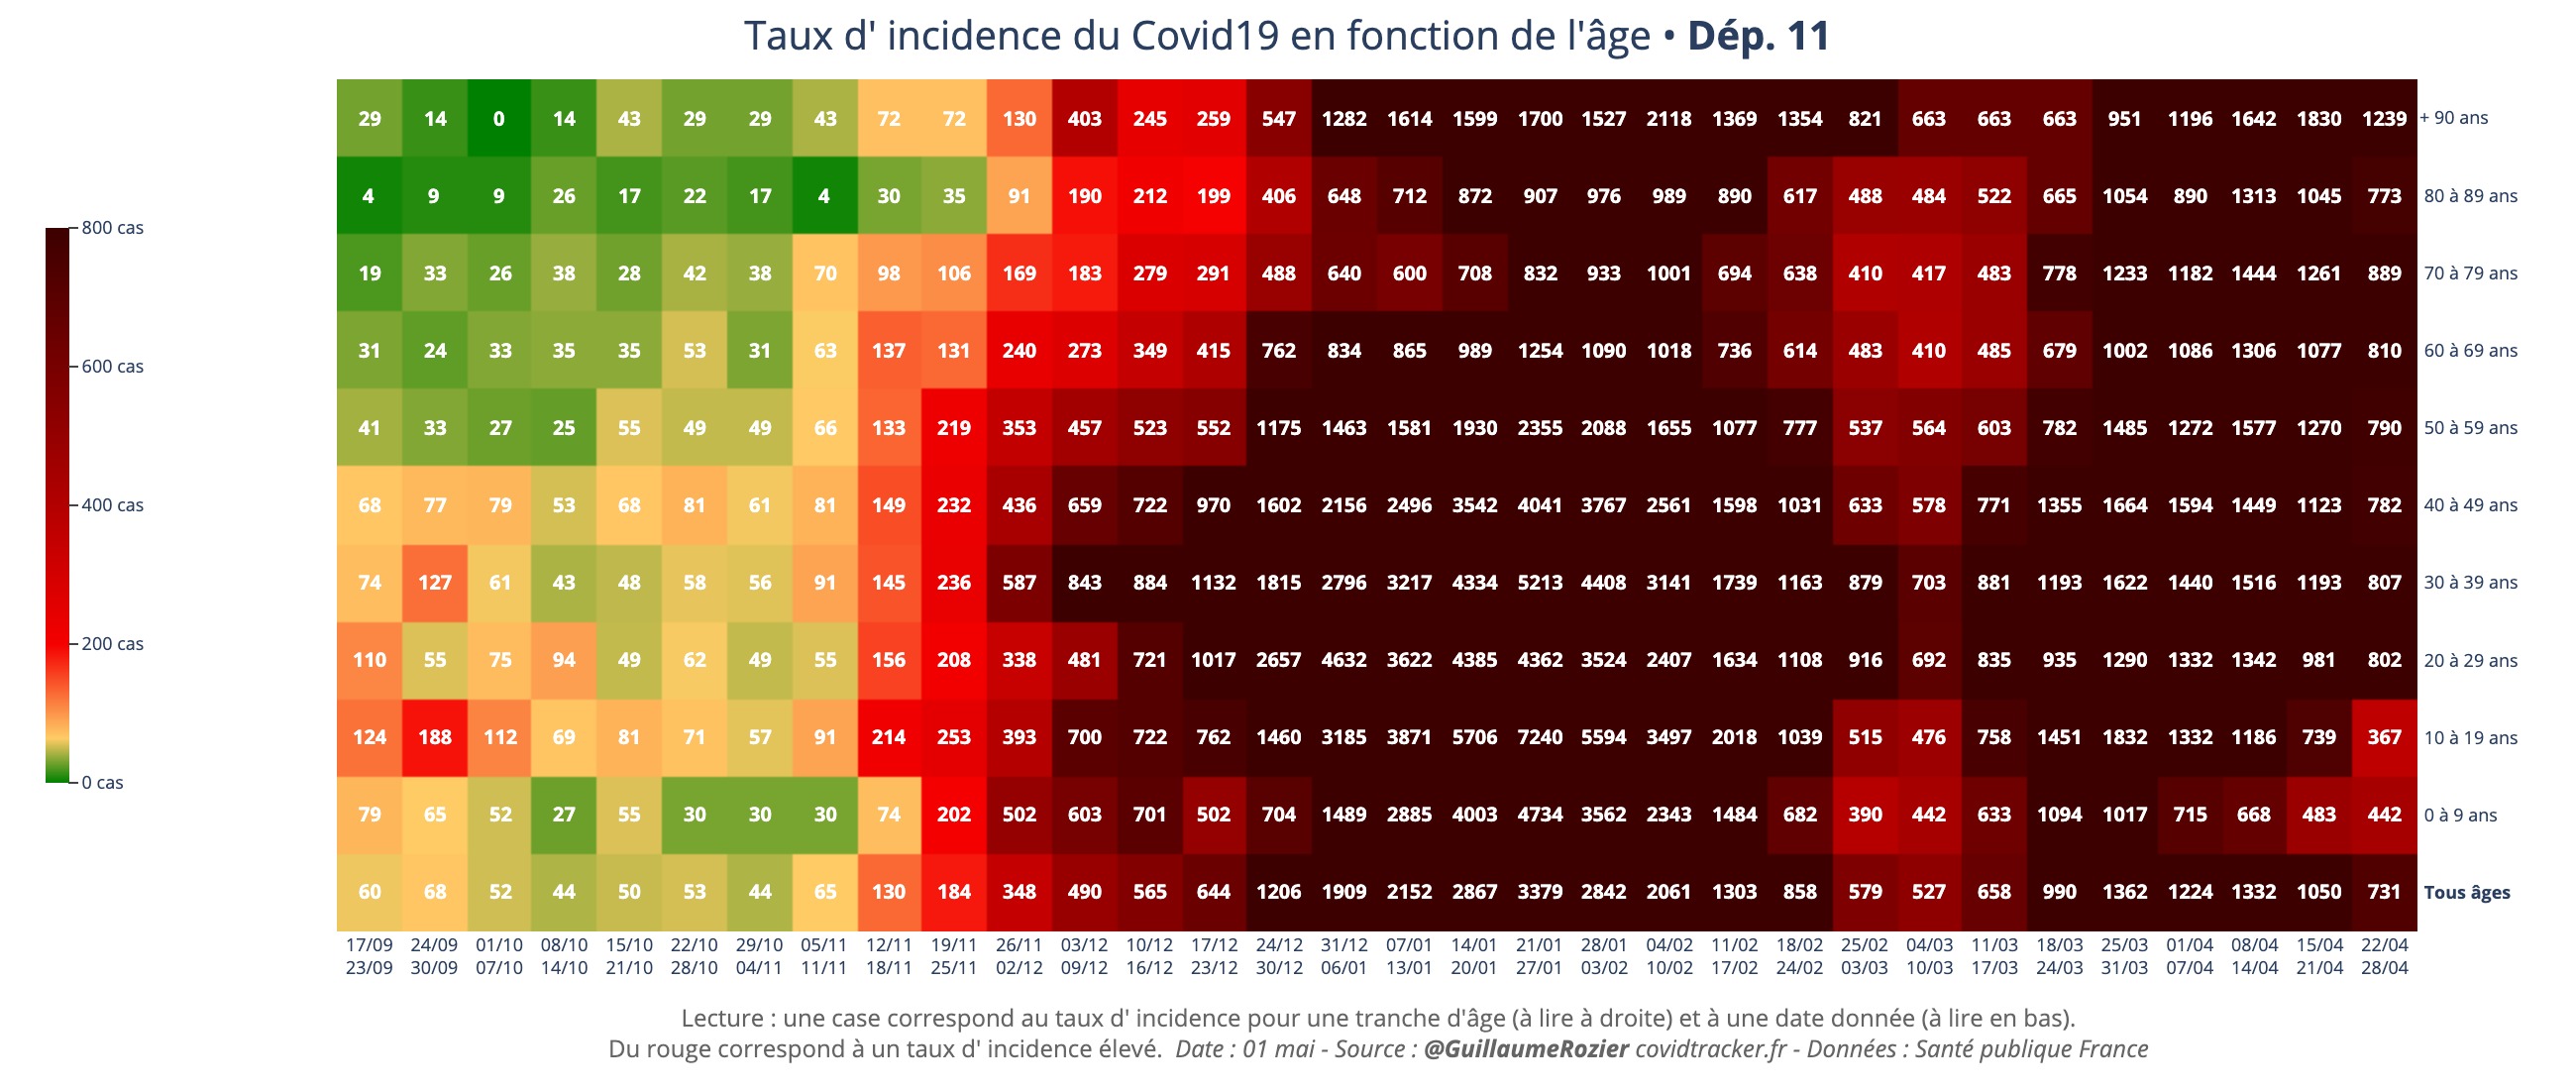 Taux d' incidence du Covid19 en fonction de l'âge • Dép. 11
800 cas
600 cas
400 cas
200 cas
0 cas
29 14 0 14 43 29 29 43 72 72 130 403 245 259 547 1282 1614 1599 1700 1527 2118 1369 1354 821 663 663 663 951 1196 1642 1830 1239 + 90 ans
4 9 9 26 17 22 17 4 30 35 91 190 212 199 406 648 712 872 907 976 989 890 617 488 484 522 665 1054 890 1313 1045 773 80 à 89 ans
19 33 26 38 28 42 38 70 98 106 169 183 279 291 488 640 600 708 832 933 1001 694 638 410 417 483 778 1233 1182 1444 1261 889 70 à 79 ans
31 24 33 35 35 53 31 63 137 131 240 273 349 415 762 834 865 989 1254 1090 1018 736 614 483 410 485 679 1002 1086 1306 1077 810 60 à 69 ans
41 33 27 25 55 49 49 66 133 219 353 457 523 552 1175 1463 1581 1930 2355 2088 1655 1077 777 537 564 603 782 1485 1272 1577 1270 790 50 à 59 ans
68 77 79 53 68 81 61 81 149 232 436 659 722 970 1602 2156 2496 3542 4041 3767 2561 1598 1031 633 578 771 1355 1664 1594 1449 1123 782 40 à 49 ans
74 127 61 43 48 58 56 91 145 236 587 843 884 1132 1815 2796 3217 4334 5213 4408 3141 1739 1163 879 703 881 1193 1622 1440 1516 1193 807 30 à 39 ans
110 55 75 94 49 62 49 55 156 208 338 481 721 1017 2657 4632 3622 4385 4362 3524 2407 1634 1108 916 692 835 935 1290 1332 1342 981 802 20 à 29 ans
124 188 112 69 81 71 57 91 214 253 393 700 722 762 1460 3185 3871 5706 7240 5594 3497 2018 1039 515 476 758 1451 1832 1332 1186 739 367 10 à 19 ans
79 65 52 27 55 30 30 30 74 202 502 603 701 502 704 1489 2885 4003 4734 3562 2343 1484 682 390 442 633 1094 1017 715 668 483 442 0 à 9 ans
60 68 52 44 50 53 44 65 130 184 348 490 565 644 1206 1909 2152 2867 3379 2842 2061 1303 858 579 527 658 990 1362 1224 1332 1050 731 Tous âges
17/09 24/09 01/10 08/10 15/10 22/10 29/10 05/11 12/11 19/11 26/11 03/12 10/12 17/12 24/12 31/12 07/01 14/01 21/01 28/01 04/02 11/02 18/02 25/02 04/03 11/03 18/03 25/03 01/04 08/04 15/04 22/04
23/09 30/09 07/10 14/10 21/10 28/10 04/11 11/11 18/11 25/11 02/12 09/12 16/12 23/12 30/12 06/01 13/01 20/01 27/01 03/02 10/02 17/02 24/02 03/03 10/03 17/03 24/03 31/03 07/04 14/04 21/04 28/04
Lecture : une case correspond au taux d' incidence pour une tranche d'âge (à lire à droite) et à une date donnée (à lire en bas).
Du rouge correspond à un taux d' incidence élevé. Date : 01 mai - Source : @GuillaumeRozier covidtracker.fr - Données : Santé publique France